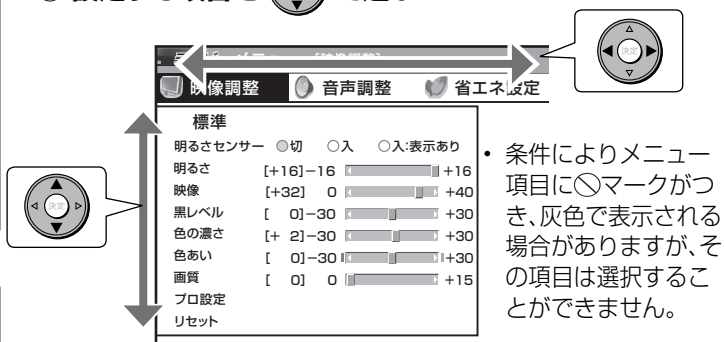 決定
映像調整 音声調整 省エネ設定
標準
明るさセンサー 切 入 入:表示あり
明るさ [+16] −16 +16
映像 [+32] 0 +40
黒レベル [ 0] −30 +30
色の濃さ [+ 2] −30 +30
色あい [ 0] −30 +30
画質 [ 0] 0 +15
プロ設定
リセット
決定
• 条件によりメニュー
項目に🚫マークがつ
き、灰色で表示される
場合がありますが、そ
の項目は選択するこ
とができません。